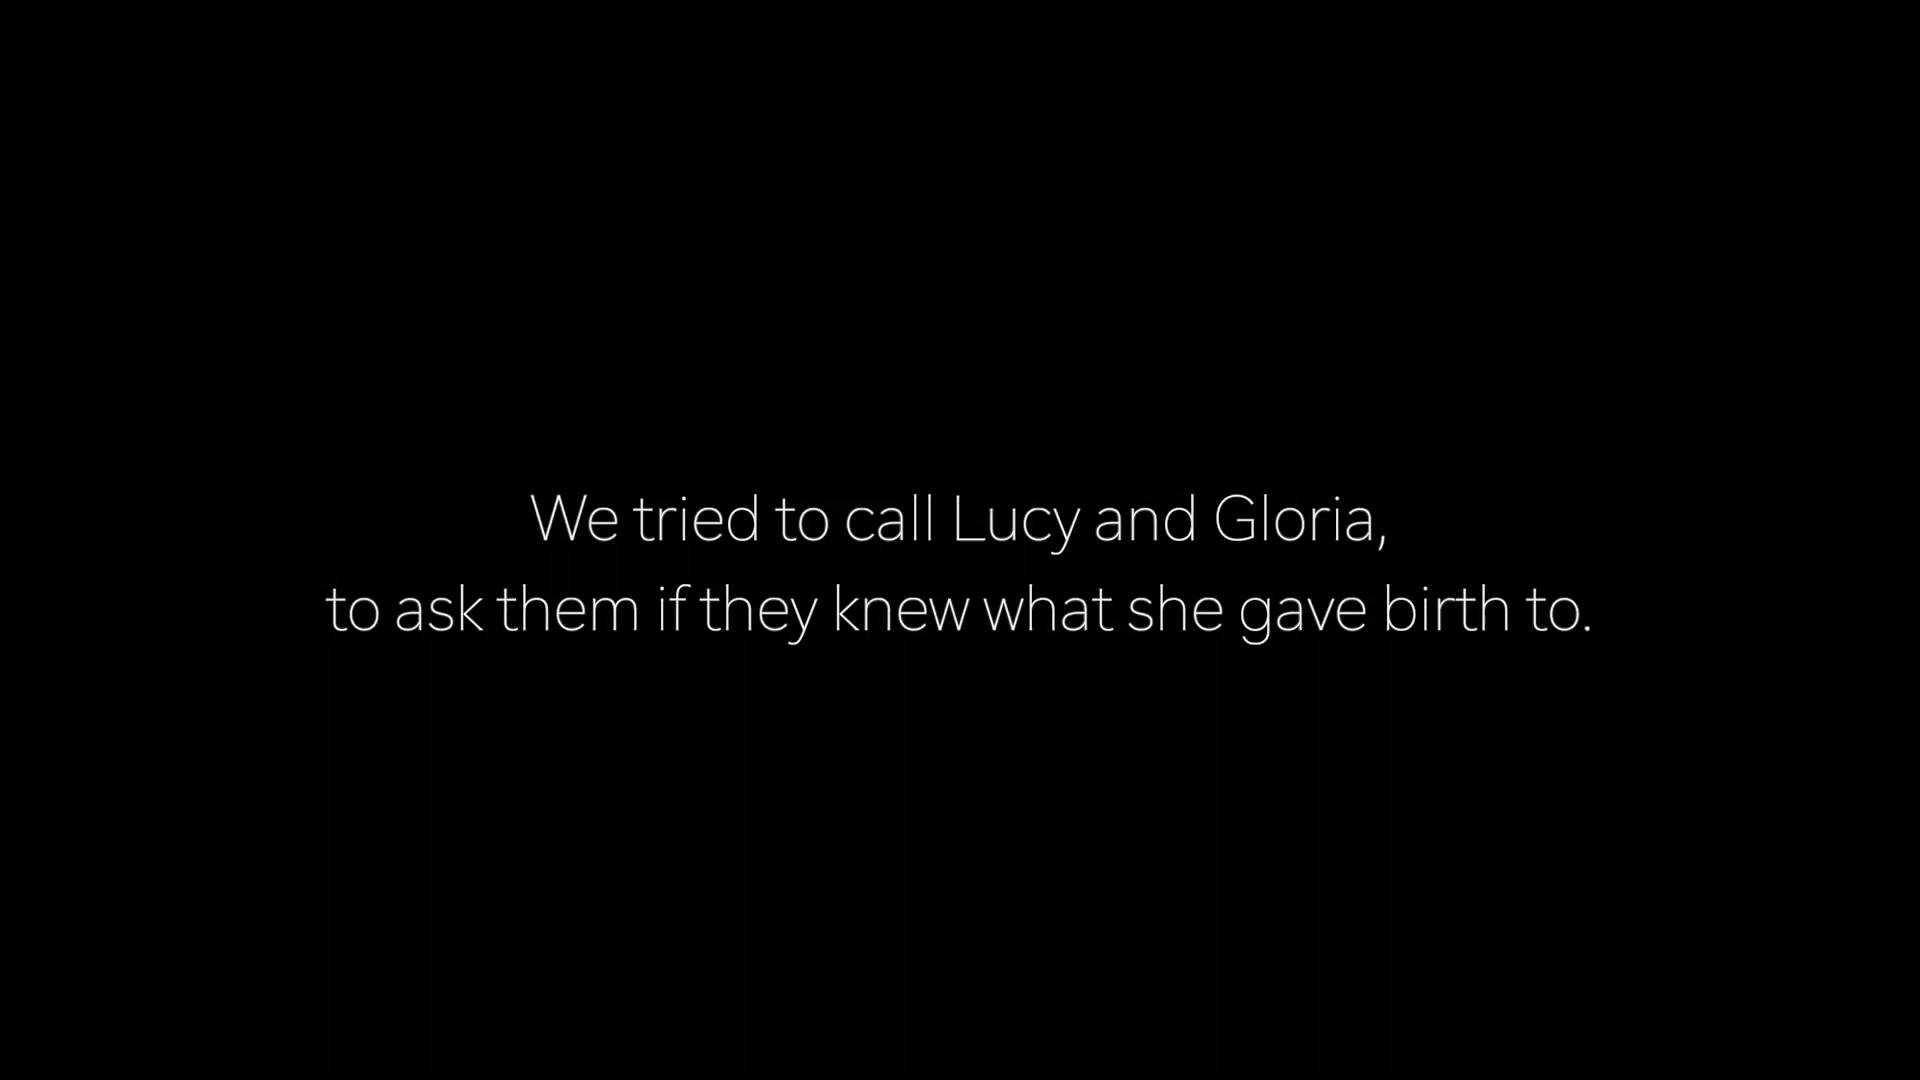 We tried to call Lucy and Gloria,
to ask them if they knew what she gave birth to.